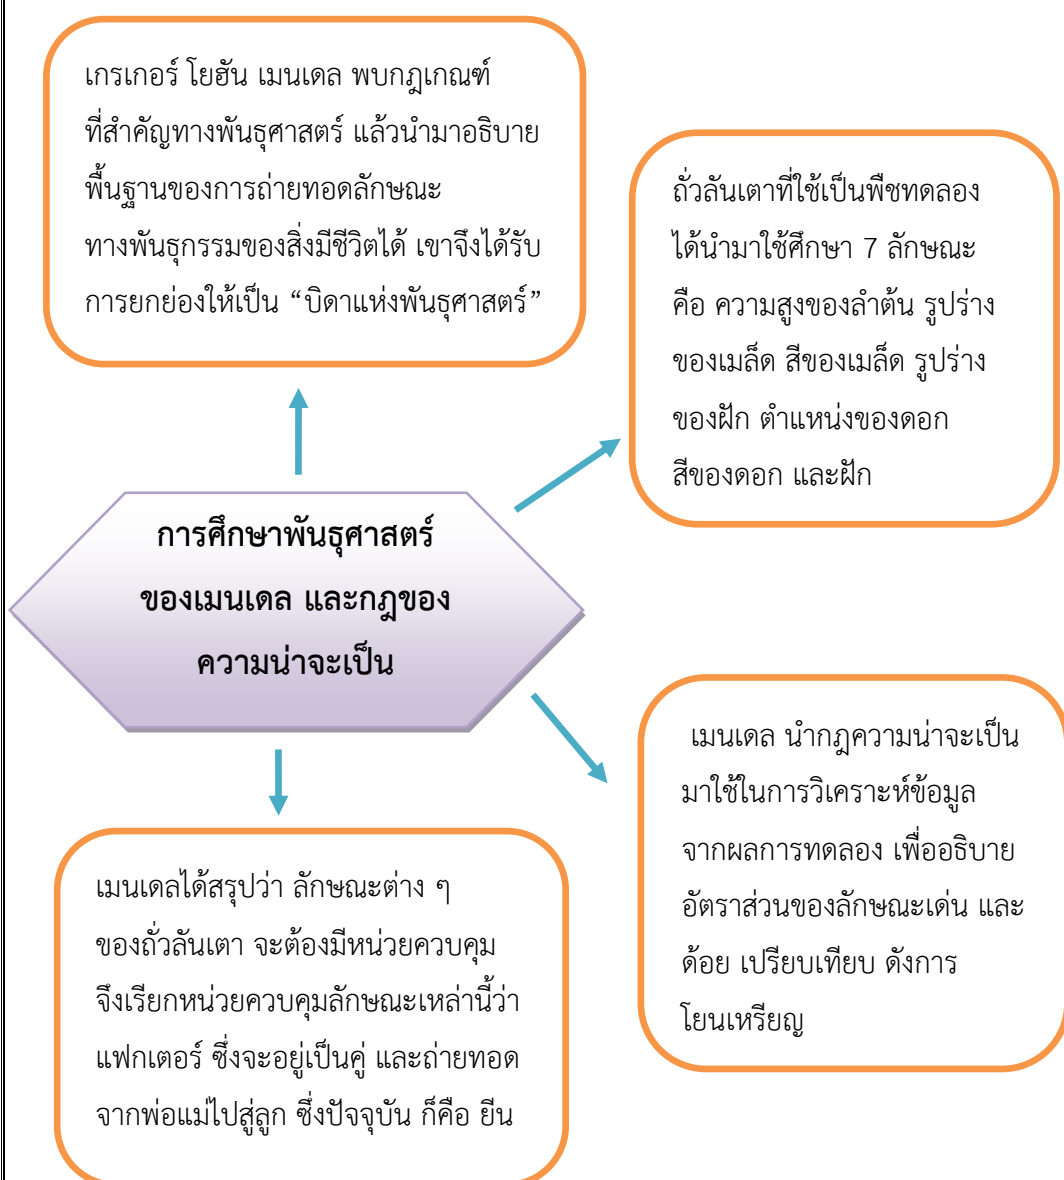 เกรเกอร์ โยฮัน เมนเดล พบกฎเกณฑ์
ที่สำคัญทางพันธุศาสตร์ แล้วนำมาอธิบาย
พื้นฐานของการถ่ายทอดลักษณะ
ทางพันธุกรรมของสิ่งมีชีวิตได้ เขาจึงได้รับ
การยกย่องให้เป็น “บิดาแห่งพันธุศาสตร์”
ถั่วลันเตาที่ใช้เป็นพืชทดลอง
ได้นำมาใช้ศึกษา 7 ลักษณะ
คือ ความสูงของลำต้น รูปร่าง
ของเมล็ด สีของเมล็ด รูปร่าง
ของฝัก ตำแหน่งของดอก
สีของดอก และฝัก
การศึกษาพันธุศาสตร์
ของเมนเดล และกฎของ
ความน่าจะเป็น
เมนเดล นำกฎความน่าจะเป็น
มาใช้ในการวิเคราะห์ข้อมูล
จากผลการทดลอง เพื่ออธิบาย
อัตราส่วนของลักษณะเด่น และ
ด้อย เปรียบเทียบ ดังการ
โยนเหรียญ
เมนเดลได้สรุปว่า ลักษณะต่าง ๆ
ของถั่วลันเตา จะต้องมีหน่วยควบคุม
จึงเรียกหน่วยควบคุมลักษณะเหล่านี้ว่า
แฟกเตอร์ ซึ่งจะอยู่เป็นคู่ และถ่ายทอด
จากพ่อแม่ไปสู่ลูก ซึ่งปัจจุบัน ก็คือ ยีน